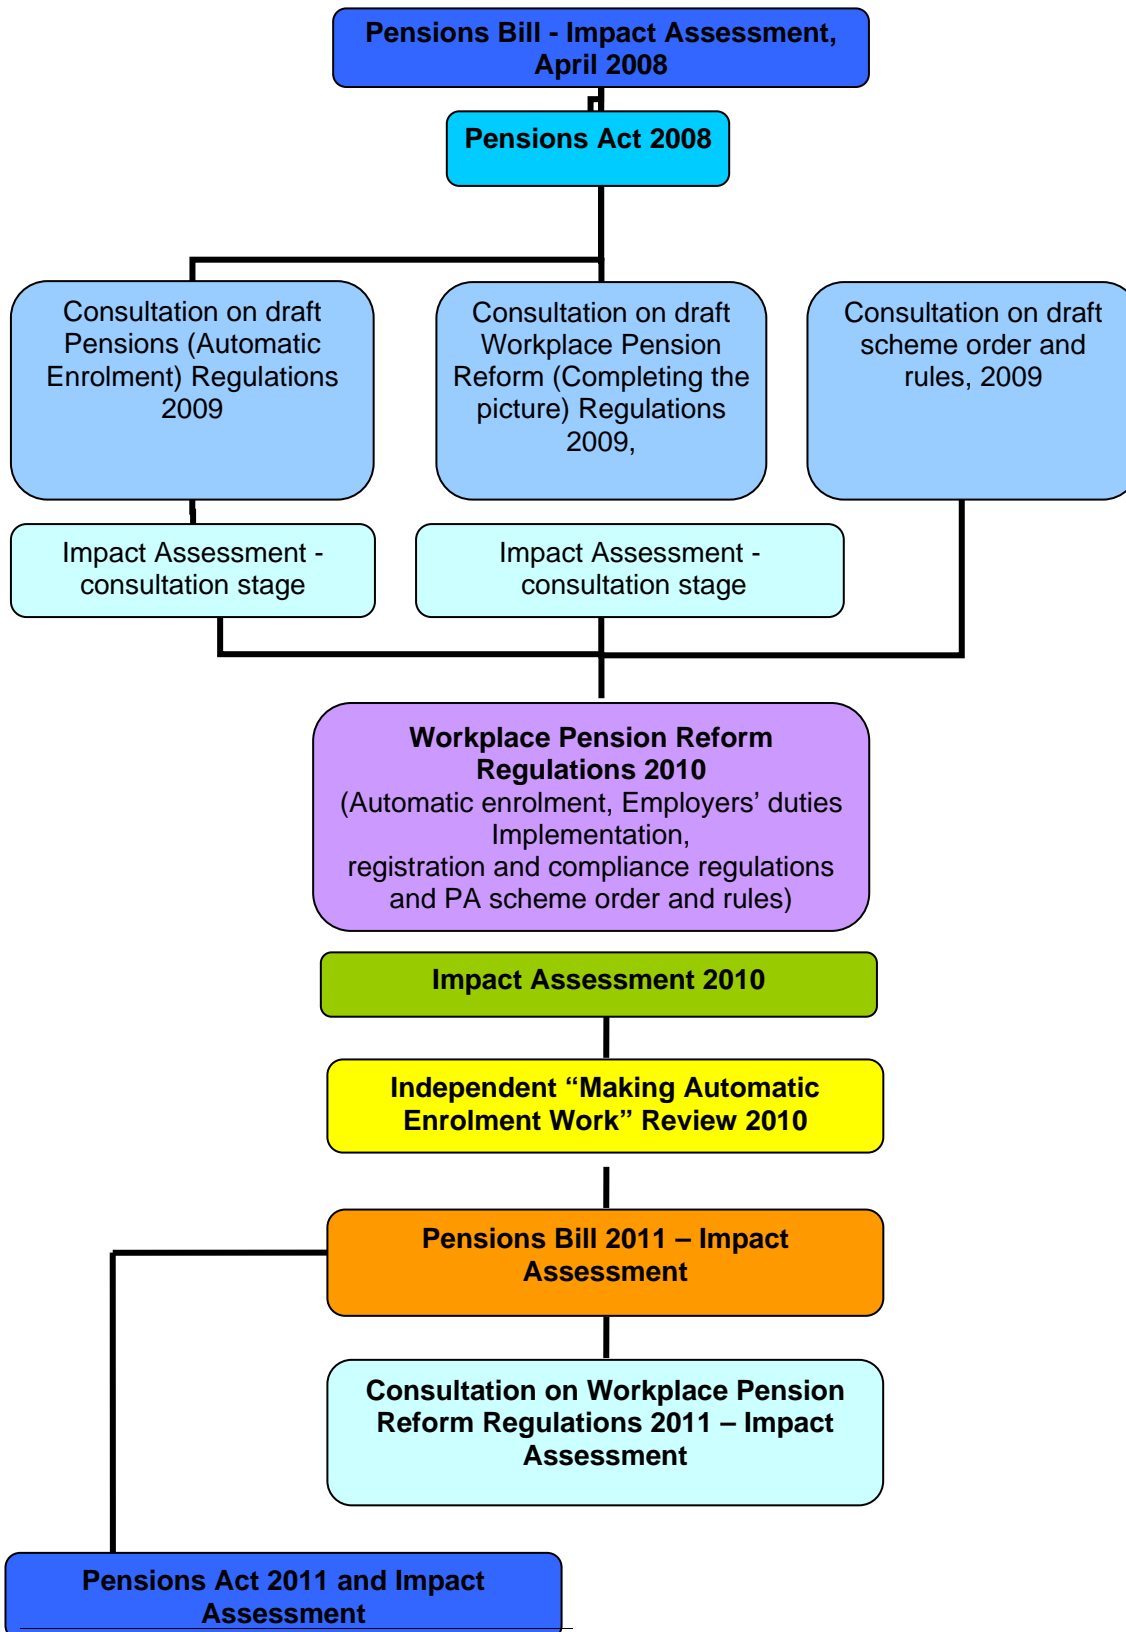 Pensions Bill - Impact Assessment,
April 2008
Pensions Act 2008
Consultation on draft
Pensions (Automatic
Enrolment) Regulations
2009
Consultation on draft
Workplace Pension
Reform (Completing the
picture) Regulations
2009,
Consultation on draft
scheme order and
rules, 2009
Impact Assessment -
consultation stage
Impact Assessment -
consultation stage
Workplace Pension Reform
Regulations 2010
(Automatic enrolment, Employers’ duties
Implementation,
registration and compliance regulations
and PA scheme order and rules)
Impact Assessment 2010
Independent “Making Automatic
Enrolment Work” Review 2010
Pensions Bill 2011 – Impact
Assessment
Consultation on Workplace Pension
Reform Regulations 2011 – Impact
Assessment
Pensions Act 2011 and Impact
Assessment